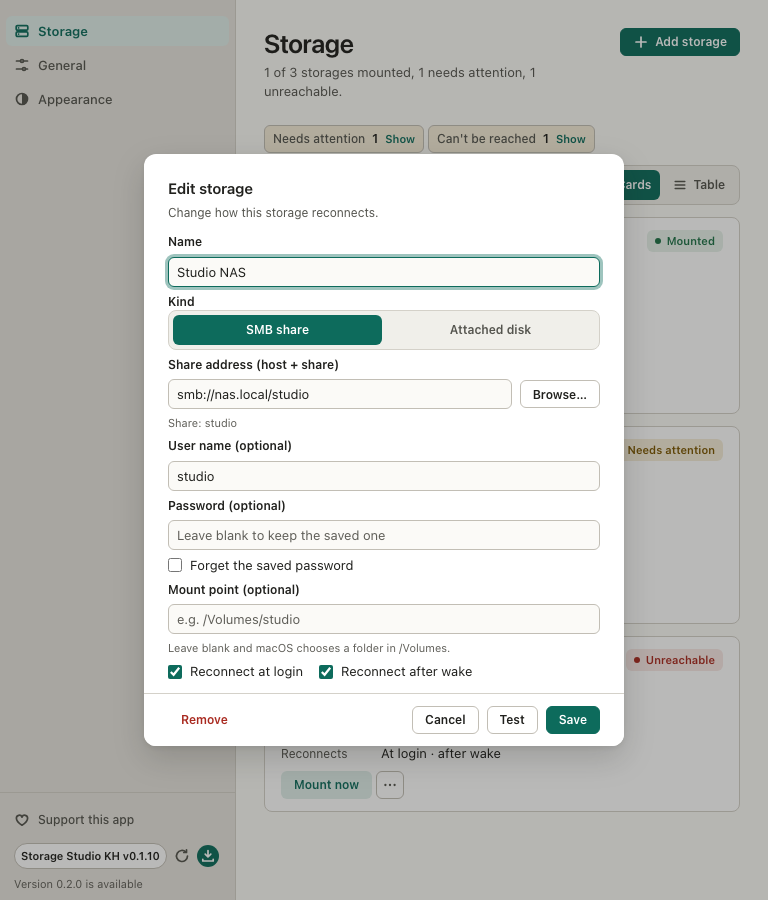 Storage
General
Appearance
Storage
Add storage
1 of 3 storages mounted, 1 needs attention, 1
unreachable.
Needs attention 1 Show
Can't be reached 1 Show
Table
Mounted
Needs attention
Unreachable
Edit storage
Change how this storage reconnects.
Name
Studio NAS
Kind
SMB share
Attached disk
Share address (host + share)
smb://nas.local/studio
Browse...
Share: studio
User name (optional)
studio
Password (optional)
Leave blank to keep the saved one
Forget the saved password
Mount point (optional)
e.g. /Volumes/studio
Leave blank and macOS chooses a folder in /Volumes.
Reconnect at login
Reconnect after wake
Remove
Cancel
Test
Save
Reconnects At login · after wake
Mount now
Support this app
Storage Studio KH v0.1.10
Version 0.2.0 is available